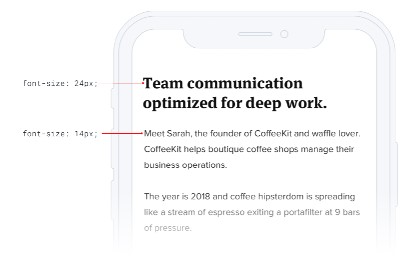 font-size: 24px;
Team communication
optimized for deep work.
font-size: 14px;
Meet Sarah, the founder of CoffeeKit and waffle lover.
CoffeeKit helps boutique coffee shops manage their
business operations.
The year is 2018 and coffee hipsterdom is spreading
like a stream of espresso exiting a portafilter at 9 bars
of pressure.